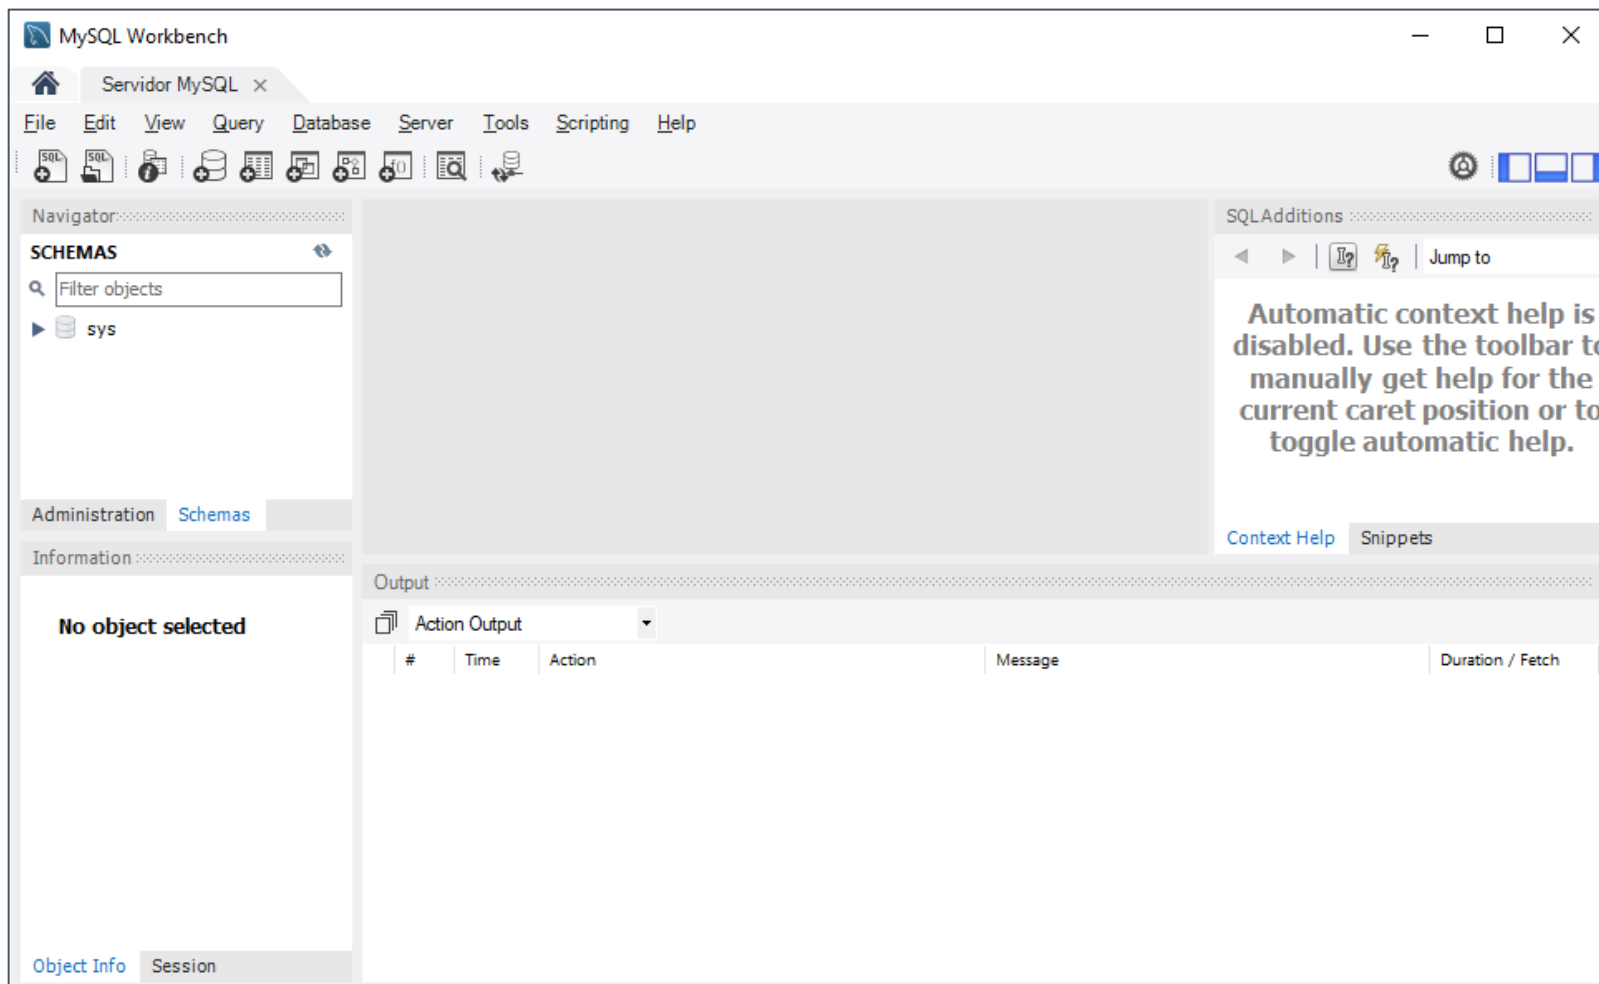 MySQL Workbench
Servidor MySQL
File Edit View Query Database Server Tools Scripting Help
Navigator
SCHEMAS
Filter objects
sys
Administration Schemas
Information
No object selected
Object Info Session
SQLAdditions
Jump to
Automatic context help is
disabled. Use the toolbar to
manually get help for the
current caret position or to
toggle automatic help.
Context Help Snippets
Output
Action Output
# Time Action Message Duration / Fetch